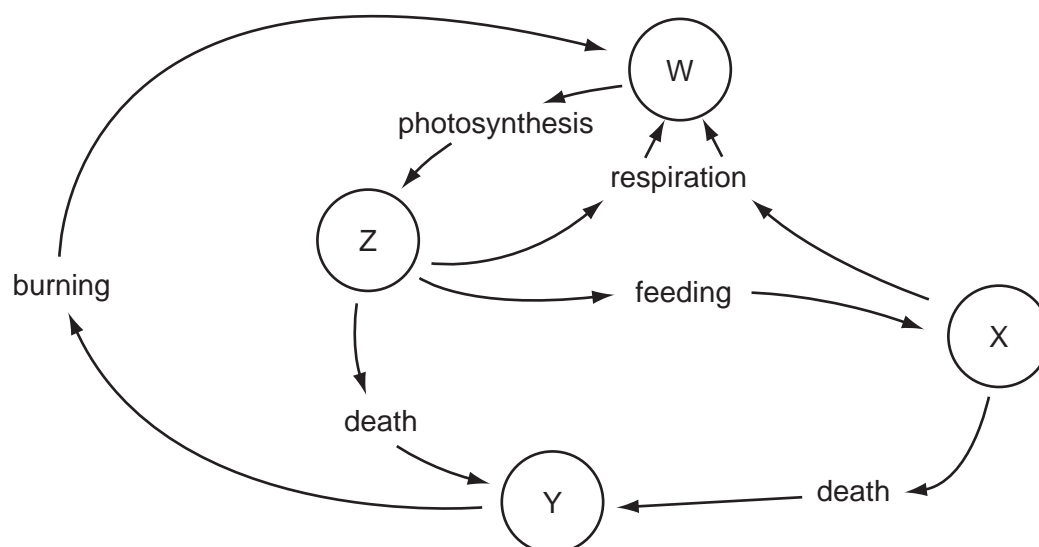 W
photosynthesis
respiration
Z
burning
feeding
X
death
death
Y